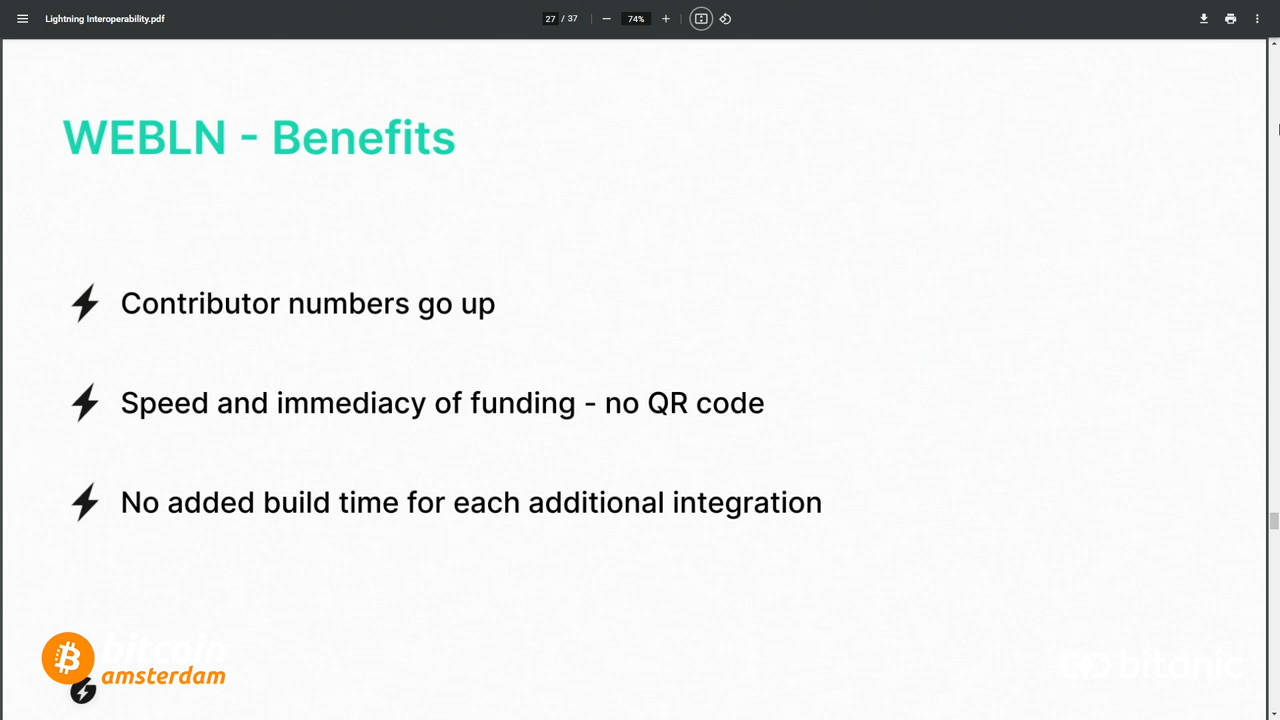 Lightning Interoperability.pdf
27 / 37
74%
WEBLN - Benefits
Contributor numbers go up
Speed and immediacy of funding - no QR code
No added build time for each additional integration
bitcoin
amsterdam
bitonic